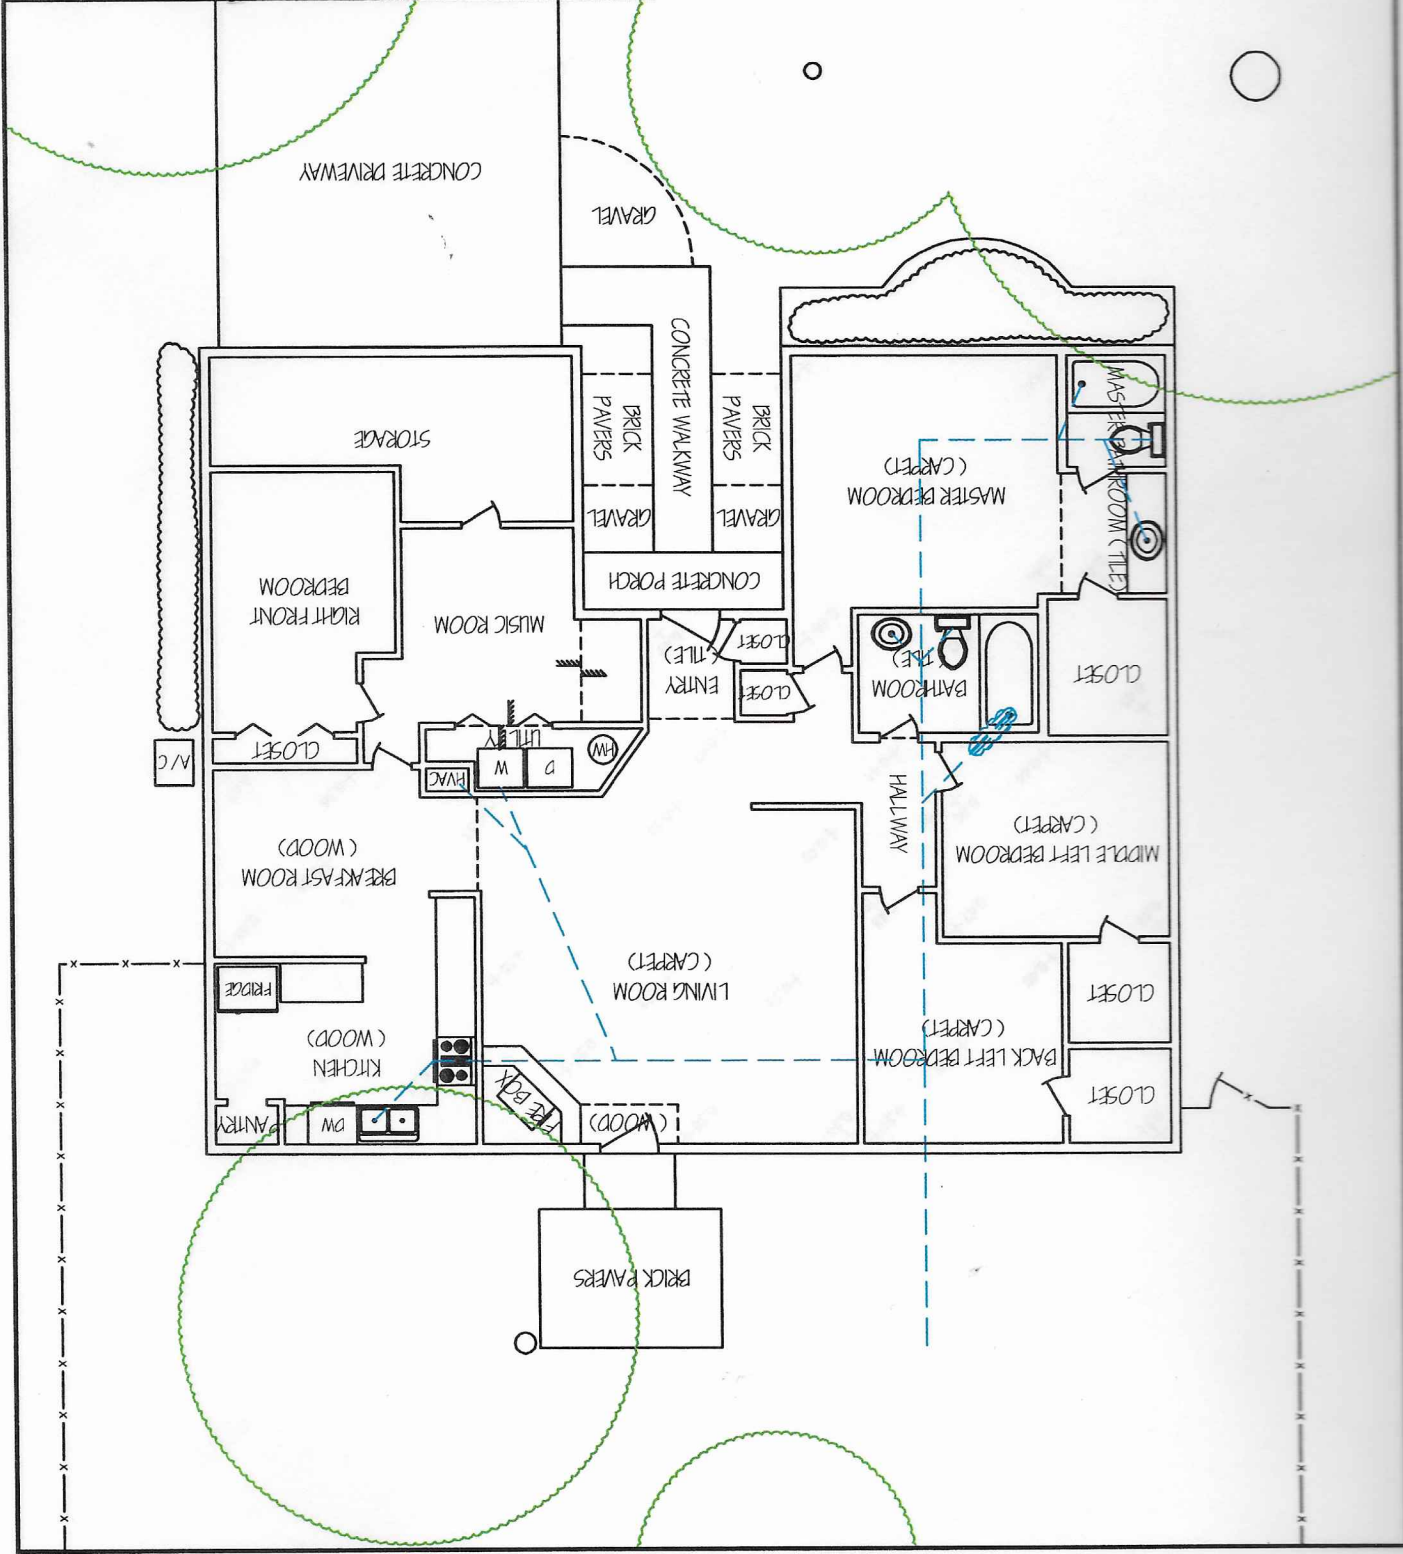 BRICK PAVERS
PANTRY
DW
FIRE BOX
(WOOD)
CLOSET
KITCHEN
(WOOD)
BACK LEFT BEDROOM
(CARPET)
FRIDGE
LIVING ROOM
(CARPET)
CLOSET
BREAKFAST ROOM
(WOOD)
MIDDLE LEFT BEDROOM
(CARPET)
HALLWAY
A/C
CLOSET
HVAC
W
D
HW
UTILITY
CLOSET
ENTRY
(TILE)
CLOSET
BATHROOM
(TILE)
CLOSET
RIGHT FRONT
BEDROOM
MUSIC ROOM
CONCRETE PORCH
GRAVEL
GRAVEL
MASTER BEDROOM
(CARPET)
MASTER BATHROOM (TILE)
STORAGE
BRICK
PAVERS
CONCRETE WALKWAY
BRICK
PAVERS
GRAVEL
CONCRETE DRIVEWAY
x x x
x x x x x x x x x x x
x
x x x x x x x x x